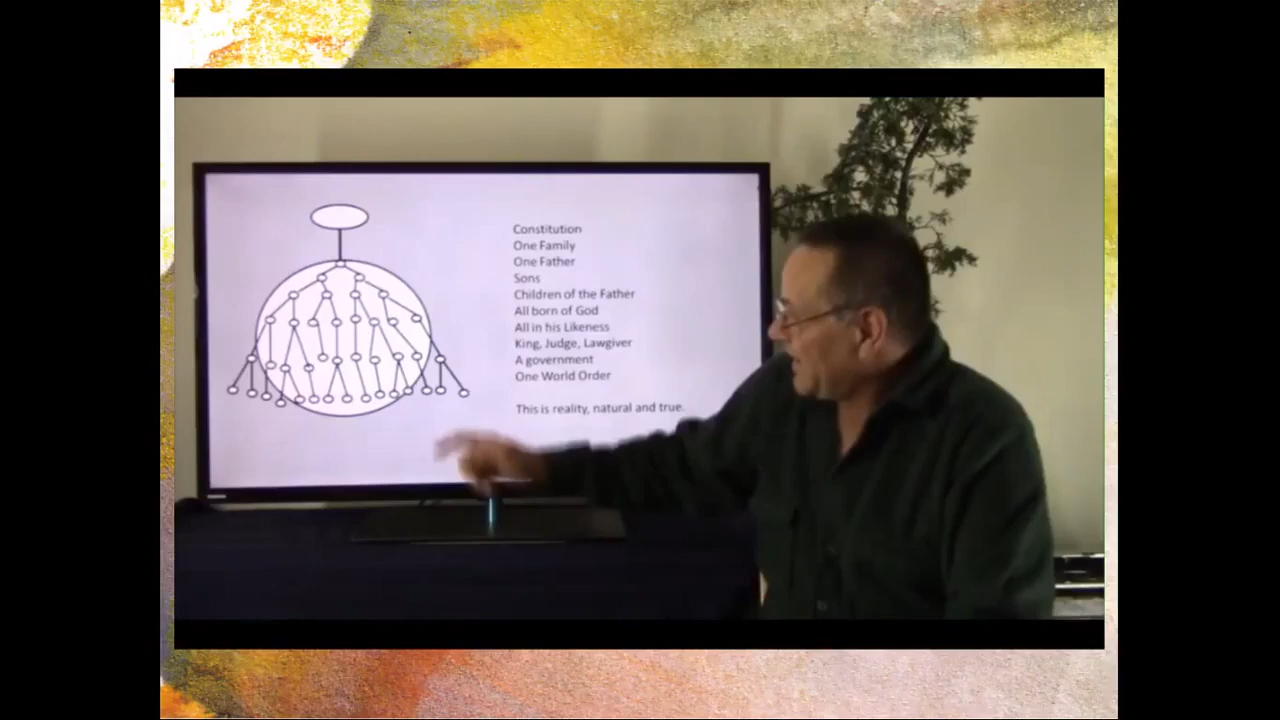 Constitution
One Family
One Father
Sons
Children of the Father
All born of God
All in his Likeness
King, Judge, Lawgiver
A government
One World Order
This is reality, natural and true.